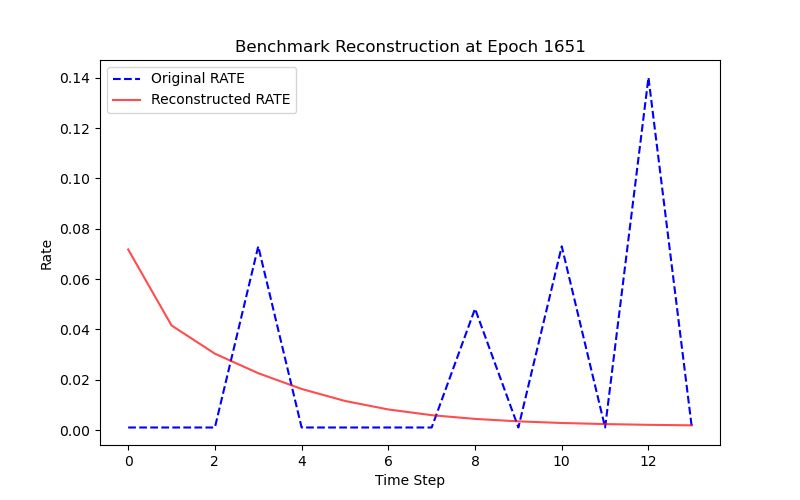 Benchmark Reconstruction at Epoch 1651
Original RATE
Reconstructed RATE
0.14
0.12
0.10
0.08
0.06
0.04
0.02
0.00
Rate
0 2 4 6 8 10 12
Time Step